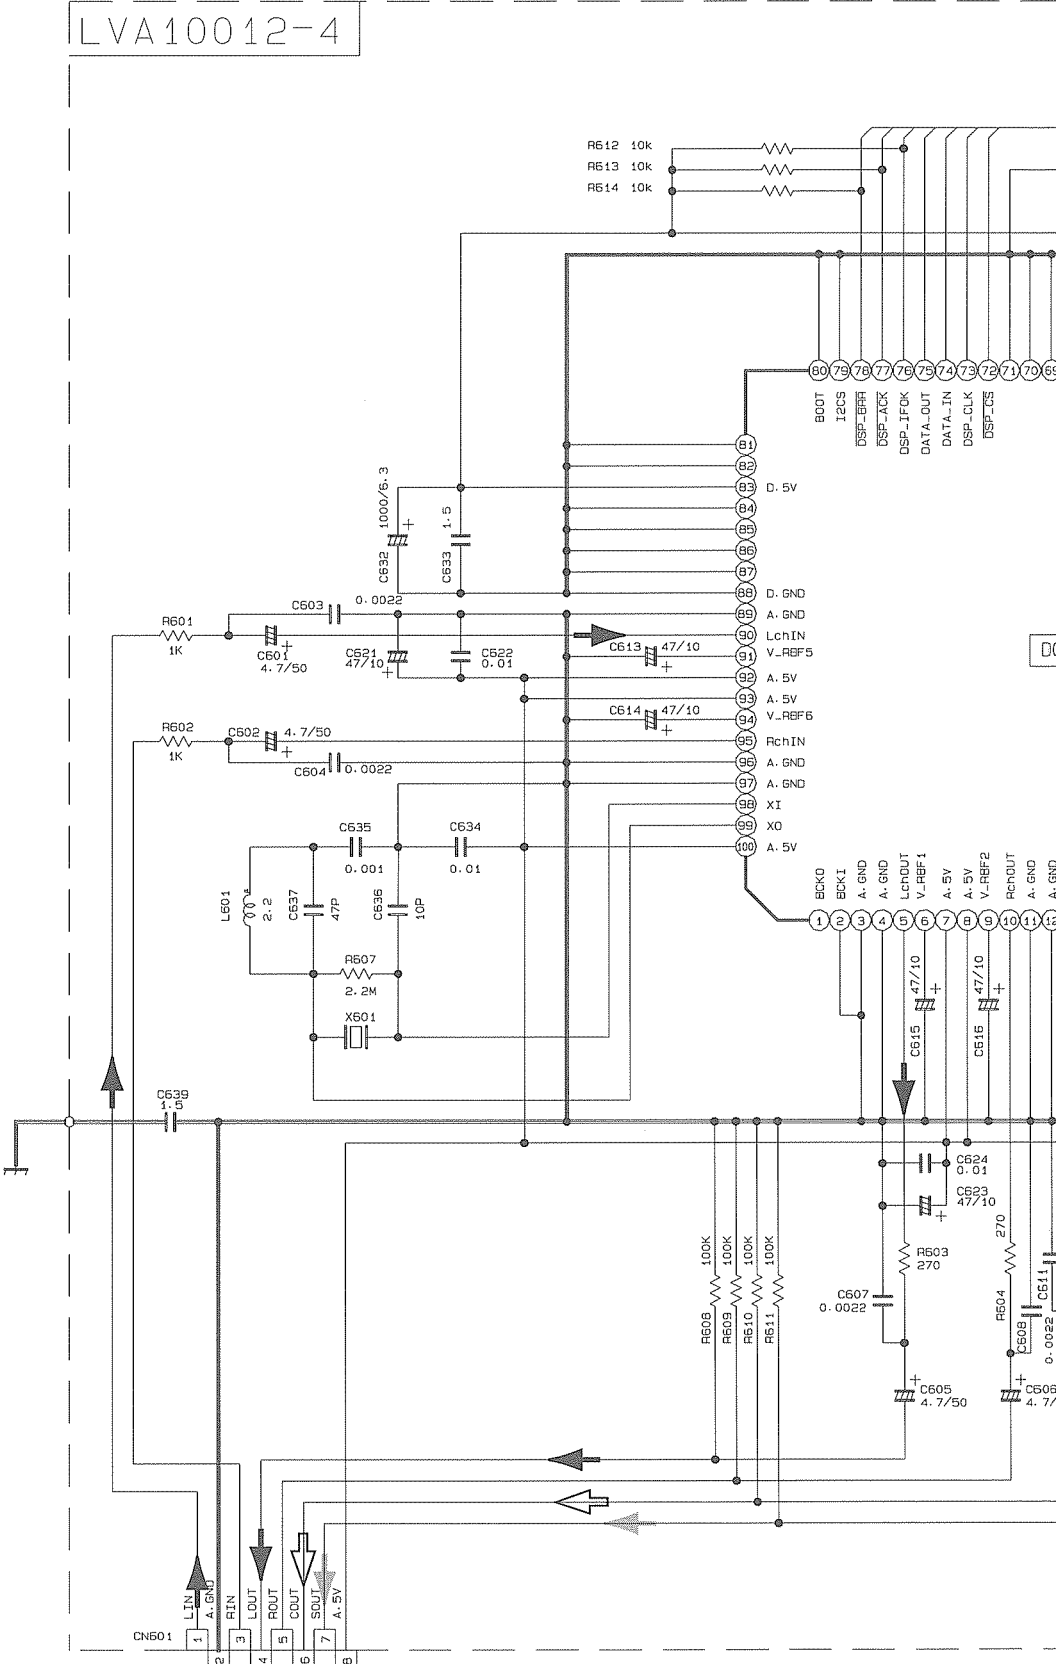 LVA10012-4
R612 10k
R613 10k
R614 10k
80 79 78 77 76 75 74 73 72 71 70 69
BOOT
I2CS
DSP_ERR
DSP_ACK
DSP_IFOK
DATA_OUT
DATA_IN
DSP_CLK
DSP_CS
81
82
83 D.5V
84
85
86
87
88 D.GND
89 A.GND
90 LchIN
91 V_REF5
92 A.5V
93 A.5V
94 V_REF6
95 RchIN
96 A.GND
97 A.GND
98 XI
99 XO
100 A.5V
C632 1000/6.3 +
C633 1.5
C603 0.0022
R601
1K
C601 +
4.7/50
C621
47/10 +
C622
0.01
C613 47/10
+
C614 47/10
+
R602
1K
C602 4.7/50
+
C604 0.0022
C635
0.001
C634
0.01
L601
2.2
C637
47P
C636
10P
R607
2.2M
X601
BCKO
BCKI
A.GND
A.GND
LchOUT
V_REF1
A.5V
A.5V
V_REF2
RchOUT
A.GND
A.GND
1 2 3 4 5 6 7 8 9 10 11 12
C615 47/10 +
C616 47/10 +
C639
1.5
C624
0.01
C623
47/10
+
R603
270
R604 270
C607
0.0022
C608
0.0022
C611
R608 100K
R609 100K
R610 100K
R611 100K
+
C605
4.7/50
+
C606
4.7/
CN601
LIN
A.GND
RIN
LOUT
ROUT
COUT
SOUT
A.5V
1 2 3 4 5 6 7 8